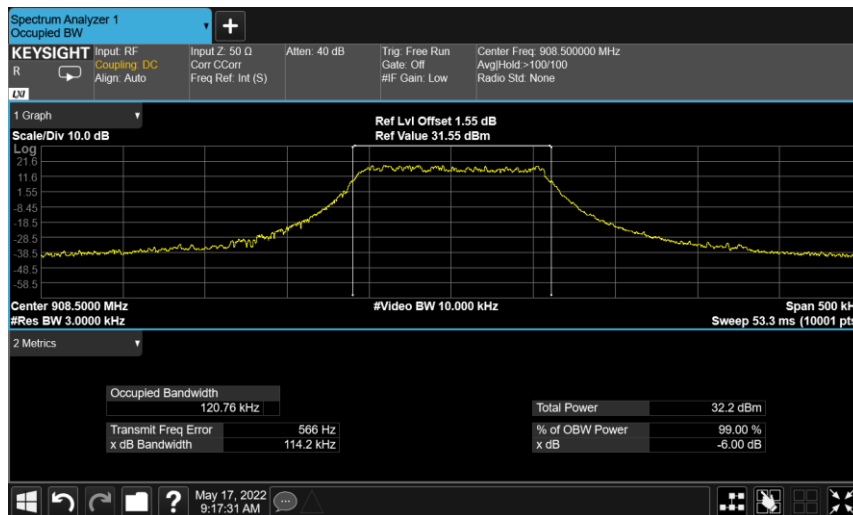 Spectrum Analyzer 1
Occupied BW
+
KEYSIGHT
R
LXI
Input: RF
Coupling: DC
Align: Auto
Input Z: 50 Ω
Corr CCorr
Freq Ref: Int (S)
Atten: 40 dB
Trig: Free Run
Gate: Off
#IF Gain: Low
Center Freq: 908.500000 MHz
Avg|Hold:>100/100
Radio Std: None
1 Graph
Scale/Div 10.0 dB
Ref Lvl Offset 1.55 dB
Ref Value 31.55 dBm
Log
21.6
11.6
1.55
-8.45
-18.5
-28.5
-38.5
-48.5
-58.5
Center 908.5000 MHz
#Video BW 10.000 kHz
Span 500 kH
#Res BW 3.0000 kHz
Sweep 53.3 ms (10001 pts
2 Metrics
Occupied Bandwidth
120.76 kHz
Total Power 32.2 dBm
Transmit Freq Error 566 Hz
% of OBW Power 99.00 %
x dB Bandwidth 114.2 kHz
x dB -6.00 dB
?
May 17, 2022
9:17:31 AM